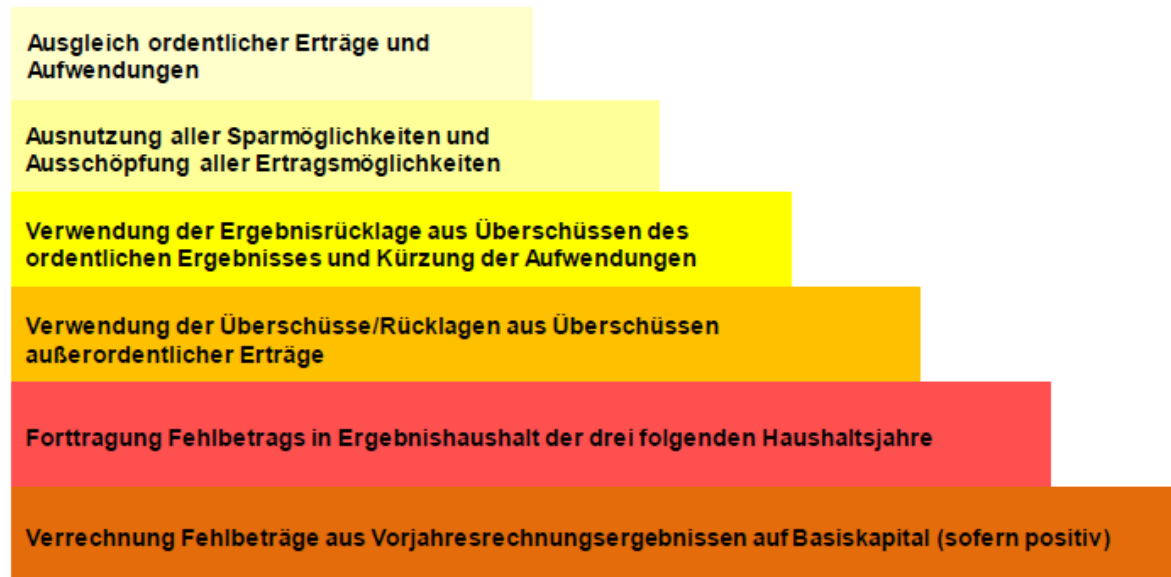 Ausgleich ordentlicher Erträge und
Aufwendungen
Ausnutzung aller Sparmöglichkeiten und
Ausschöpfung aller Ertragsmöglichkeiten
Verwendung der Ergebnisrücklage aus Überschüssen des
ordentlichen Ergebnisses und Kürzung der Aufwendungen
Verwendung der Überschüsse/Rücklagen aus Überschüssen
außerordentlicher Erträge
Forttragung Fehlbetrags in Ergebnishaushalt der drei folgenden Haushaltsjahre
Verrechnung Fehlbeträge aus Vorjahresrechnungsergebnissen auf Basiskapital (sofern positiv)